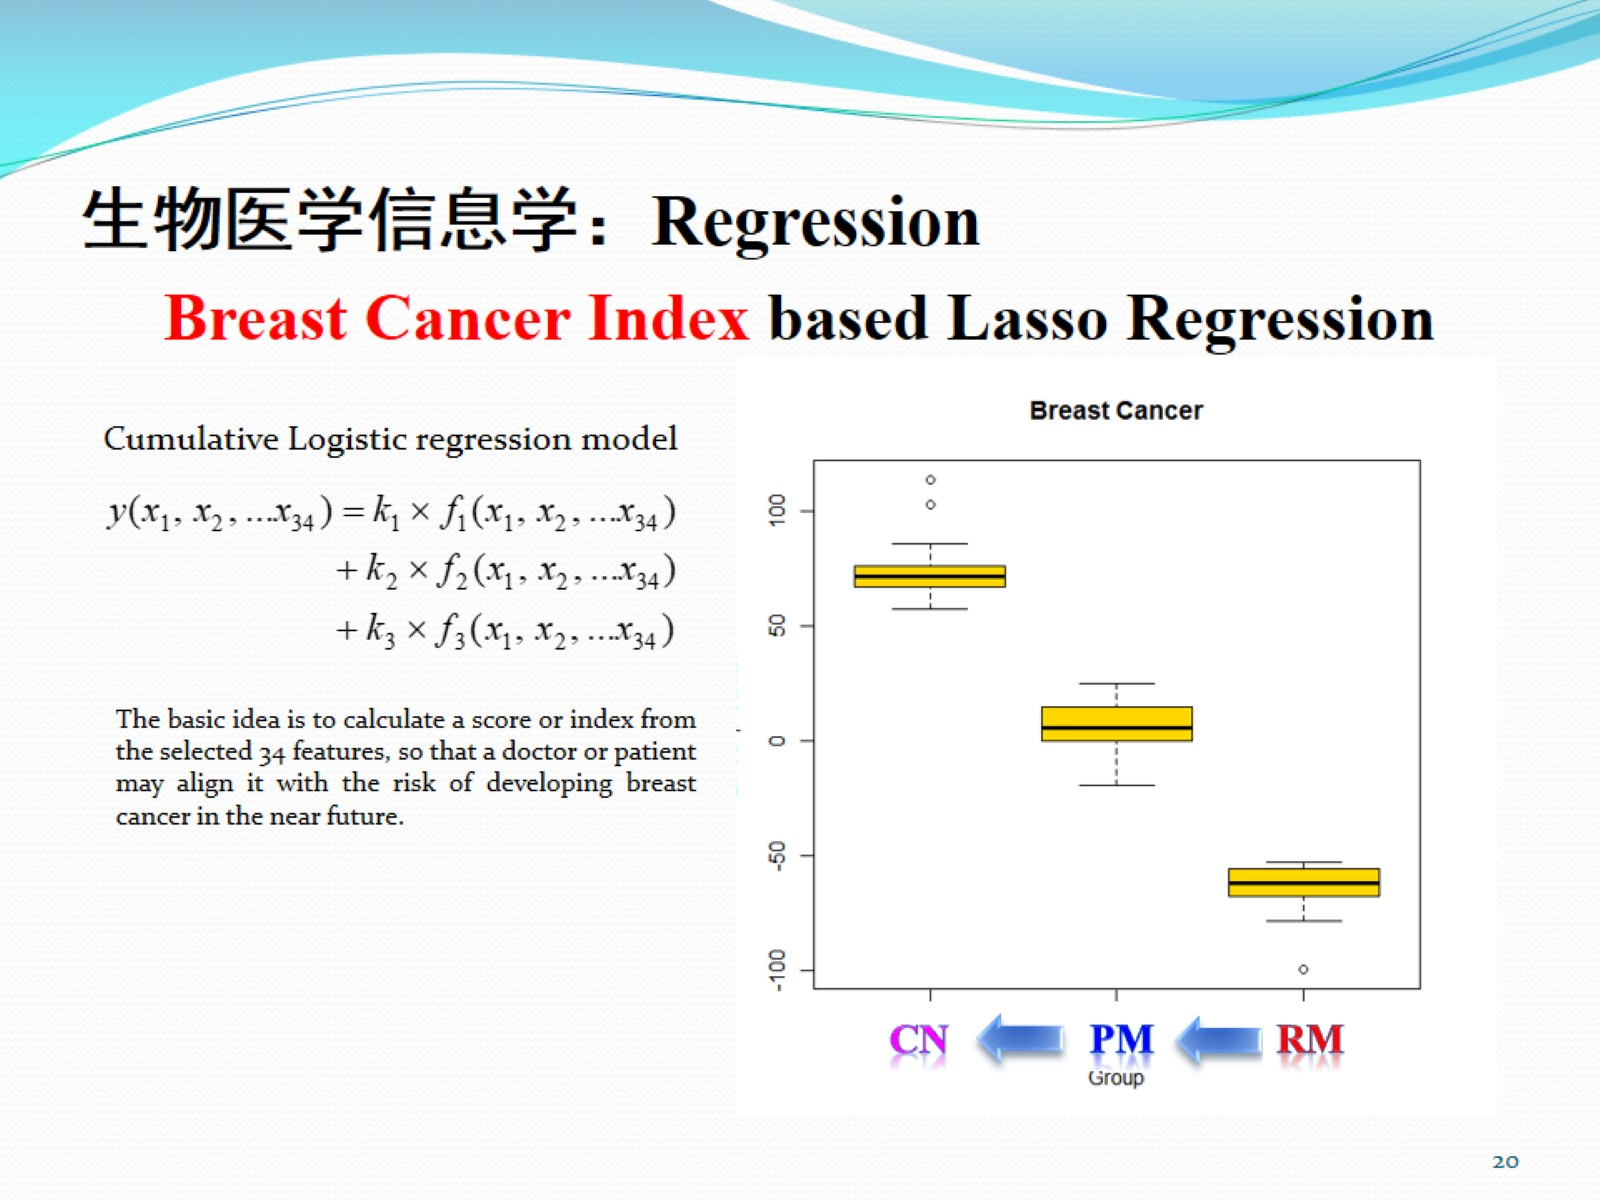 生物医学信息学：Regression
Breast Cancer Index based Lasso Regression
Cumulative Logistic regression model
y(x₁, x₂, ...x₃₄) = k₁ × f₁(x₁, x₂, ...x₃₄)
+ k₂ × f₂(x₁, x₂, ...x₃₄)
+ k₃ × f₃(x₁, x₂, ...x₃₄)
The basic idea is to calculate a score or index from
the selected 34 features, so that a doctor or patient
may align it with the risk of developing breast
cancer in the near future.
Breast Cancer
100
50
0
-50
-100
CN PM RM
Group
20